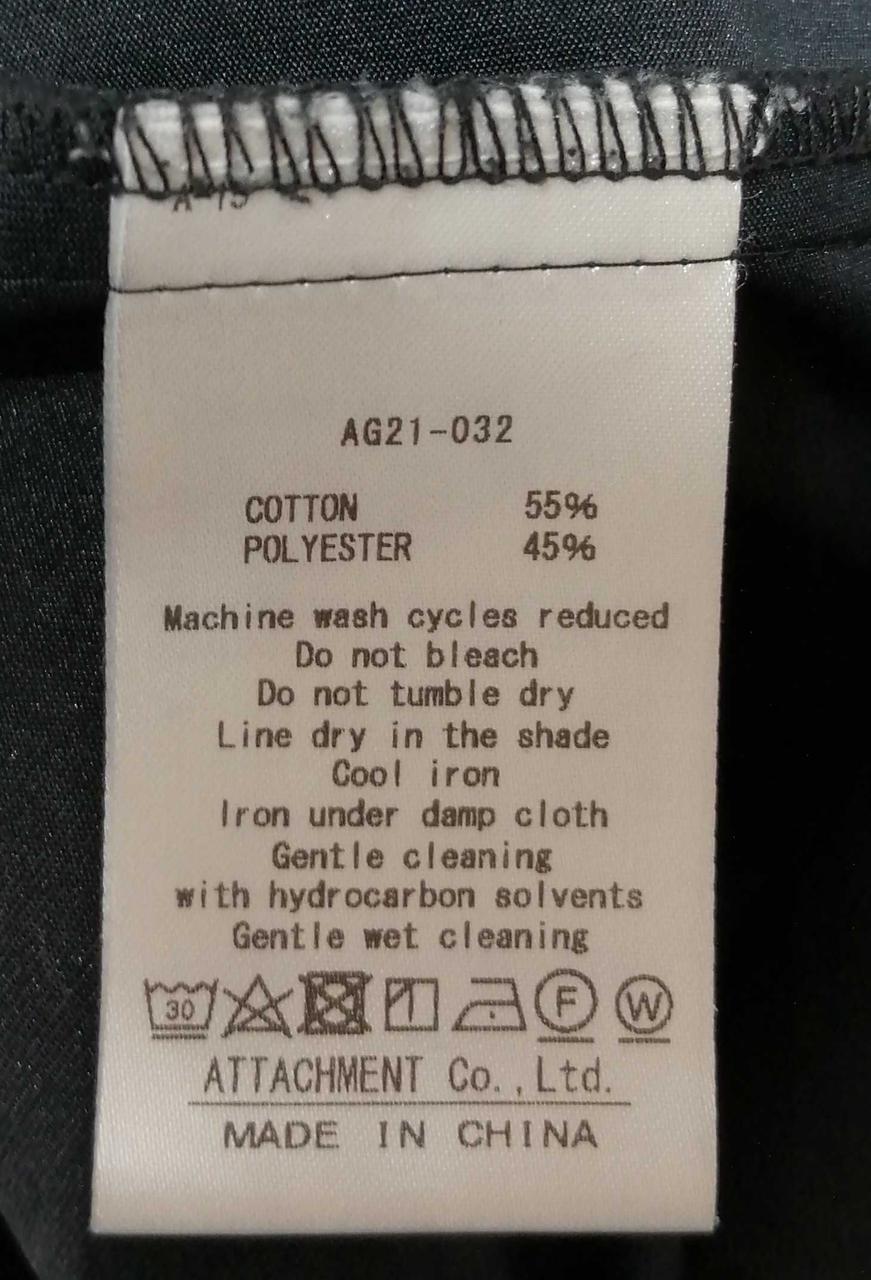 AG21-032
COTTON 55%
POLYESTER 45%
Machine wash cycles reduced
Do not bleach
Do not tumble dry
Line dry in the shade
Cool iron
Iron under damp cloth
Gentle cleaning
with hydrocarbon solvents
Gentle wet cleaning
30 F W
ATTACHMENT Co.,Ltd.
MADE IN CHINA